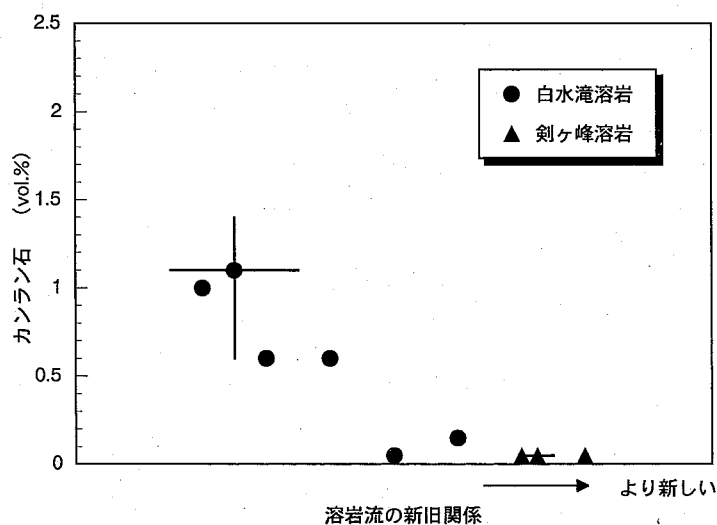 2.5
2
1.5
1
0.5
0
カンラン石 (vol.%)
● 白水滝溶岩
▲ 剣ヶ峰溶岩
より新しい
溶岩流の新旧関係